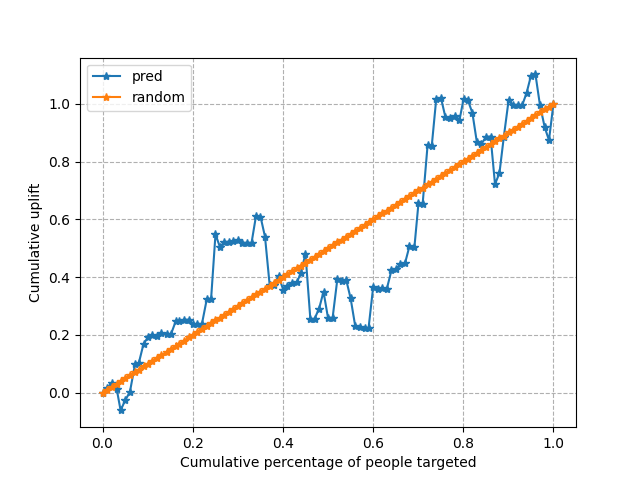 pred
random
1.0
0.8
0.6
0.4
0.2
0.0
Cumulative uplift
0.0 0.2 0.4 0.6 0.8 1.0
Cumulative percentage of people targeted